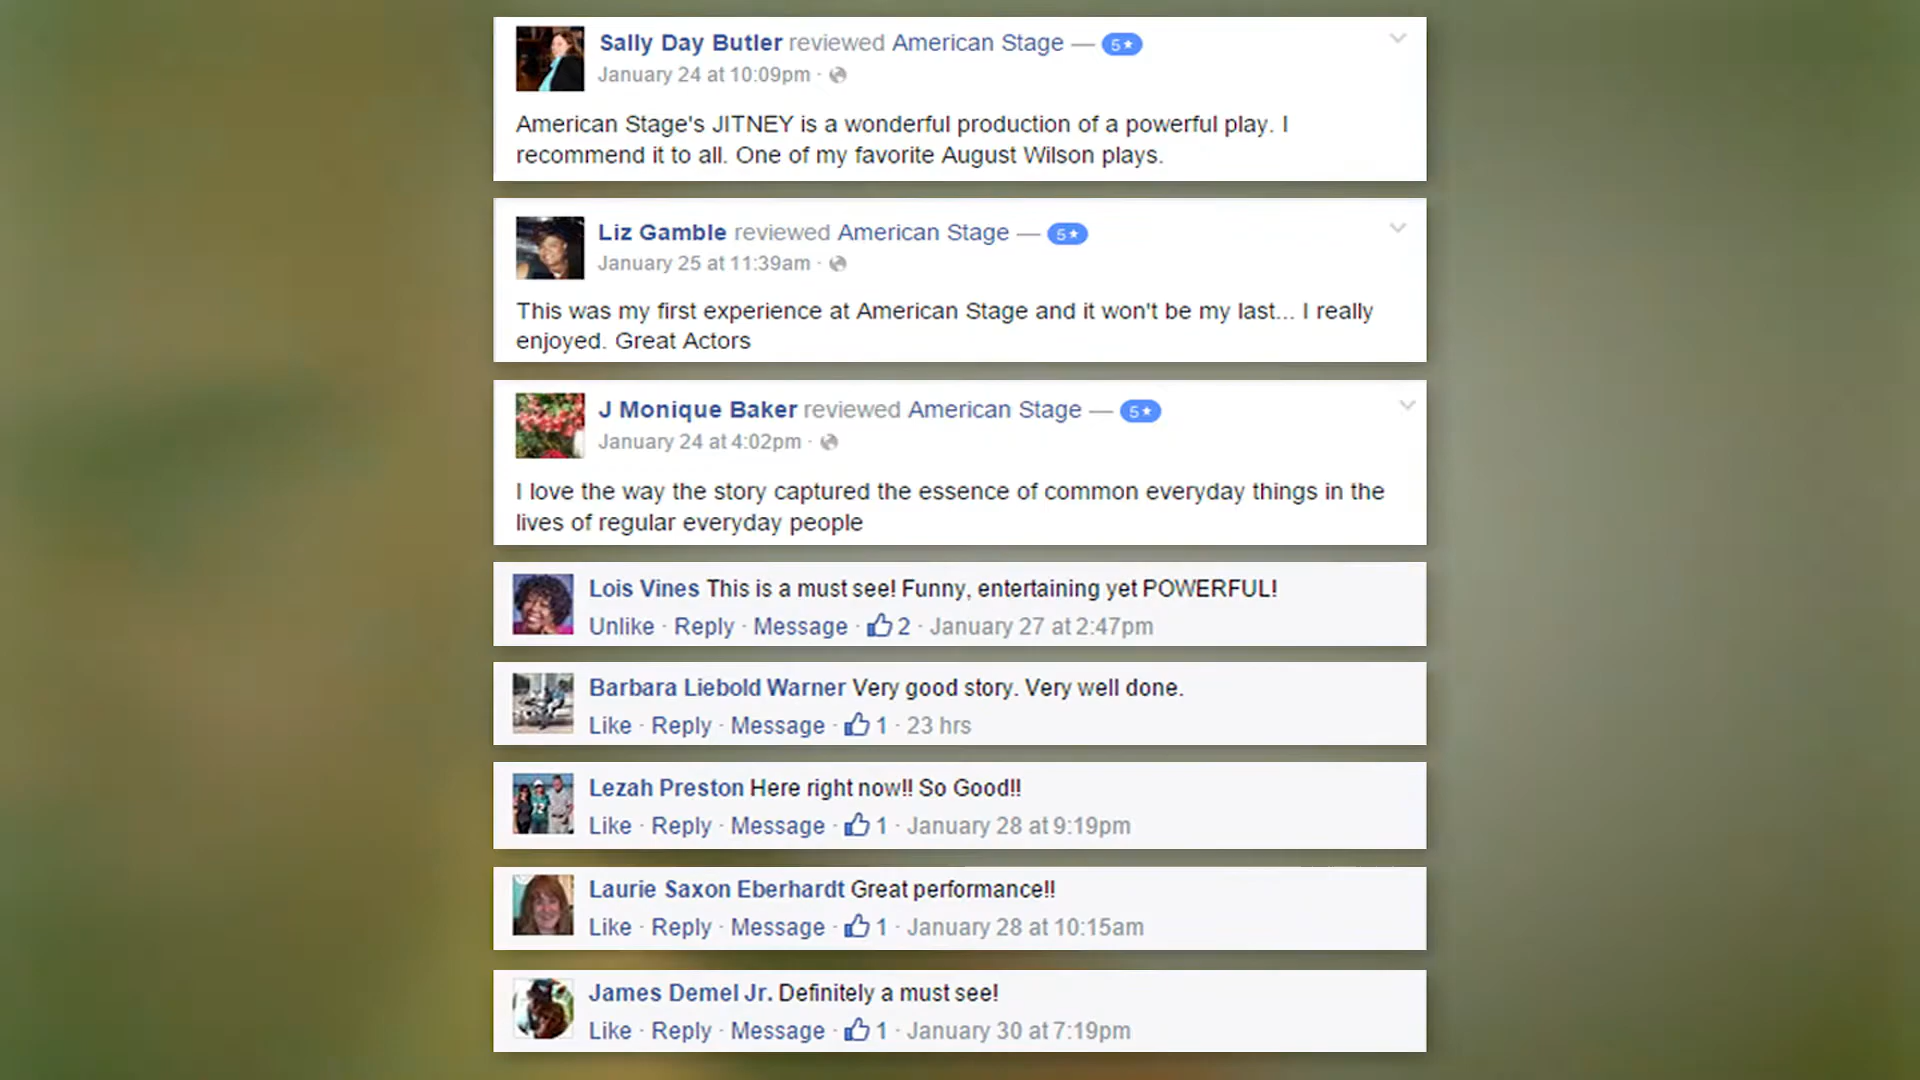 Sally Day Butler reviewed American Stage — 5★
January 24 at 10:09pm ·
American Stage's JITNEY is a wonderful production of a powerful play. I
recommend it to all. One of my favorite August Wilson plays.
Liz Gamble reviewed American Stage — 5★
January 25 at 11:39am ·
This was my first experience at American Stage and it won't be my last... I really
enjoyed. Great Actors
J Monique Baker reviewed American Stage — 5★
January 24 at 4:02pm ·
I love the way the story captured the essence of common everyday things in the
lives of regular everyday people
Lois Vines This is a must see! Funny, entertaining yet POWERFUL!
Unlike · Reply · Message · 2 · January 27 at 2:47pm
Barbara Liebold Warner Very good story. Very well done.
Like · Reply · Message · 1 · 23 hrs
Lezah Preston Here right now!! So Good!!
Like · Reply · Message · 1 · January 28 at 9:19pm
Laurie Saxon Eberhardt Great performance!!
Like · Reply · Message · 1 · January 28 at 10:15am
James Demel Jr. Definitely a must see!
Like · Reply · Message · 1 · January 30 at 7:19pm